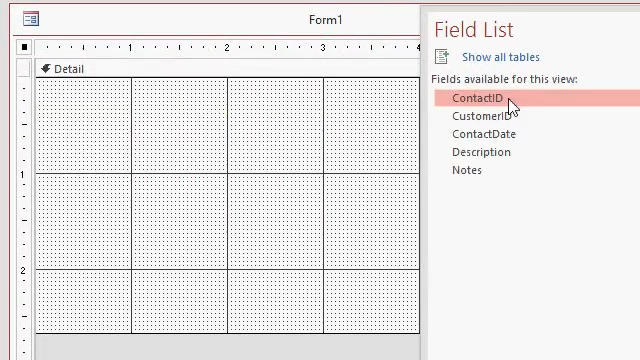 Form1
1 2 3 4
Detail
1
2
Field List
Show all tables
Fields available for this view:
ContactID
CustomerID
ContactDate
Description
Notes